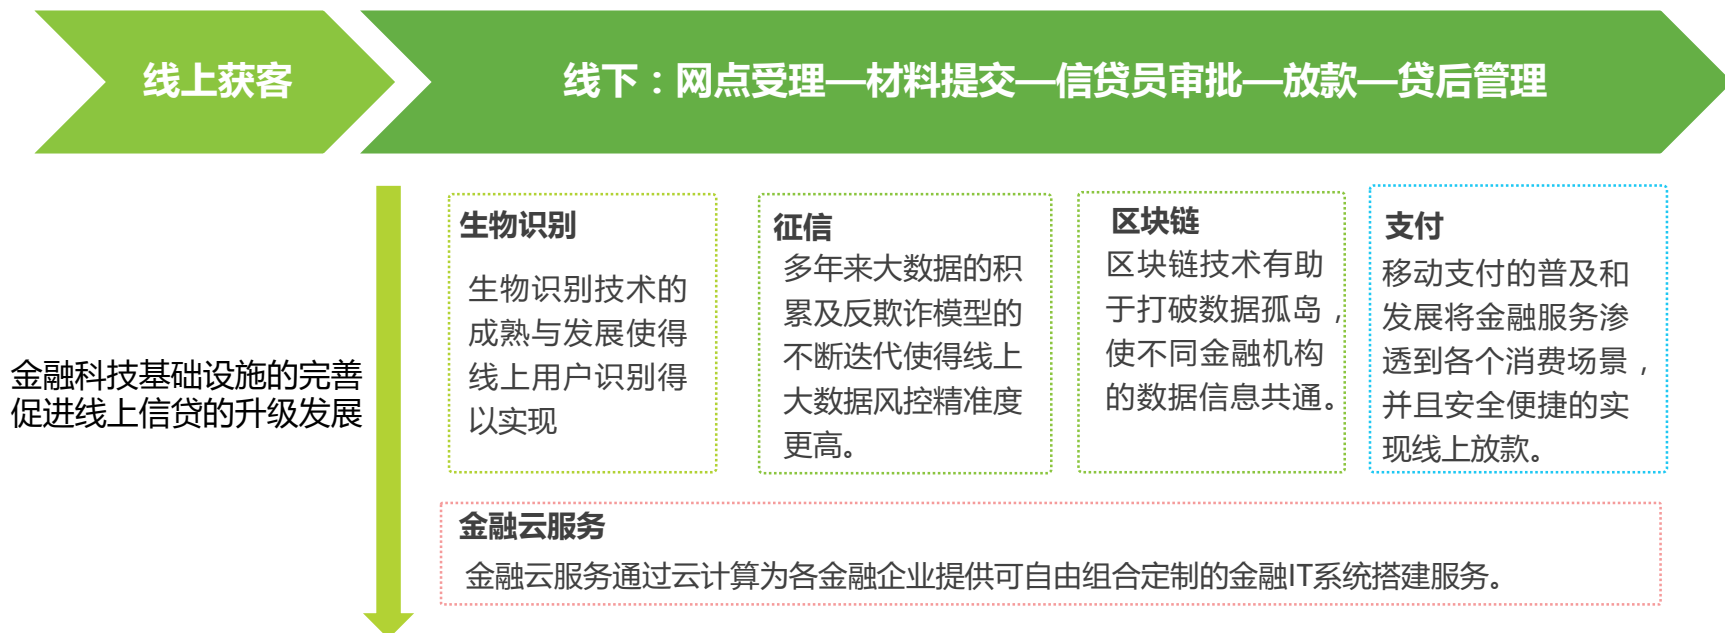 线上获客
线下：网点受理—材料提交—信贷员审批—放款—贷后管理
金融科技基础设施的完善
促进线上信贷的升级发展
生物识别
生物识别技术的
成熟与发展使得
线上用户识别得
以实现
征信
多年来大数据的积
累及反欺诈模型的
不断迭代使得线上
大数据风控精准度
更高。
区块链
区块链技术有助
于打破数据孤岛，
使不同金融机构
的数据信息共通。
支付
移动支付的普及和
发展将金融服务渗
透到各个消费场景，
并且安全便捷的实
现线上放款。
金融云服务
金融云服务通过云计算为各金融企业提供可自由组合定制的金融IT系统搭建服务。